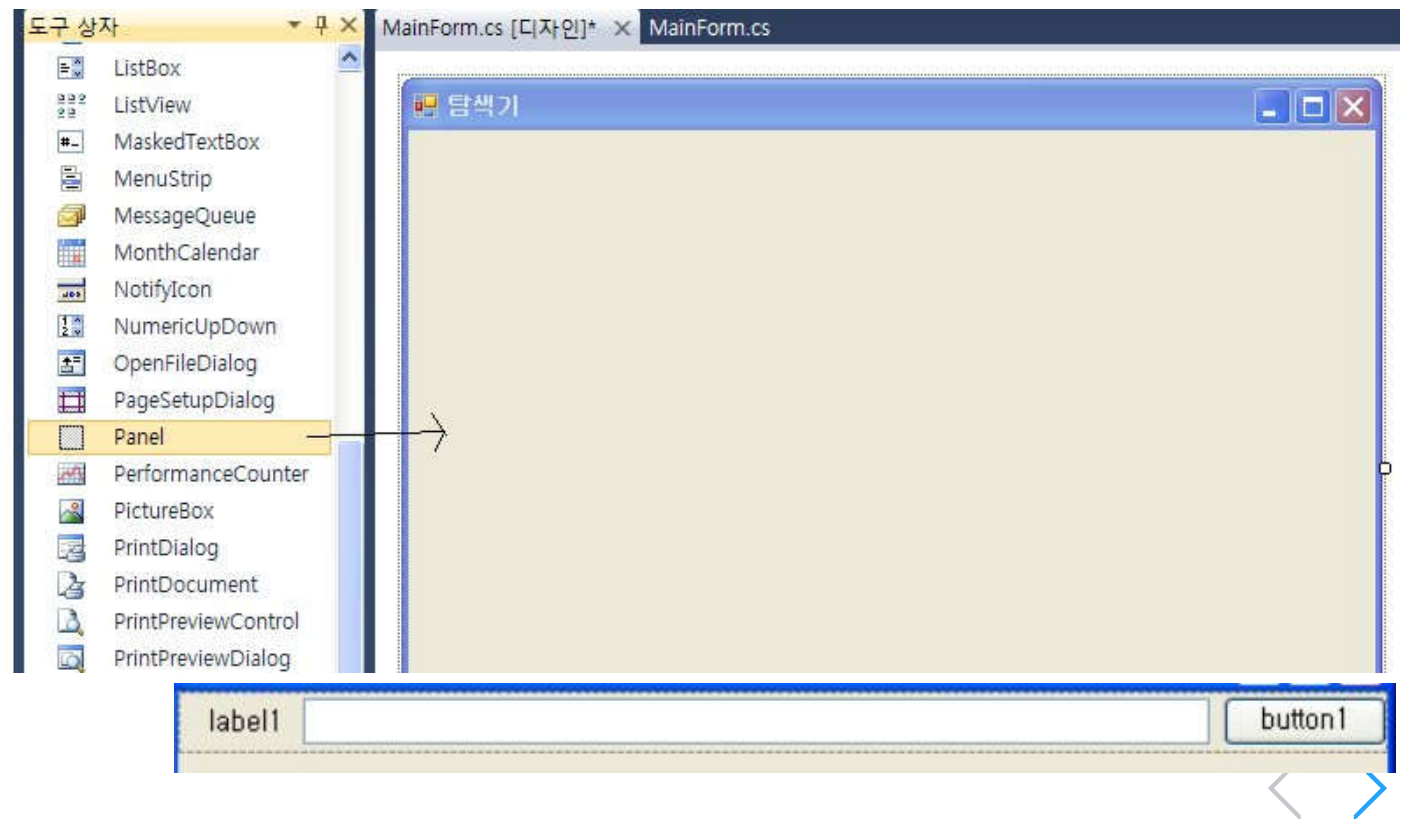 도구 상자
MainForm.cs [디자인]*
MainForm.cs
ListBox
ListView
MaskedTextBox
MenuStrip
MessageQueue
MonthCalendar
NotifyIcon
NumericUpDown
OpenFileDialog
PageSetupDialog
Panel
PerformanceCounter
PictureBox
PrintDialog
PrintDocument
PrintPreviewControl
PrintPreviewDialog
탐색기
label1
button1